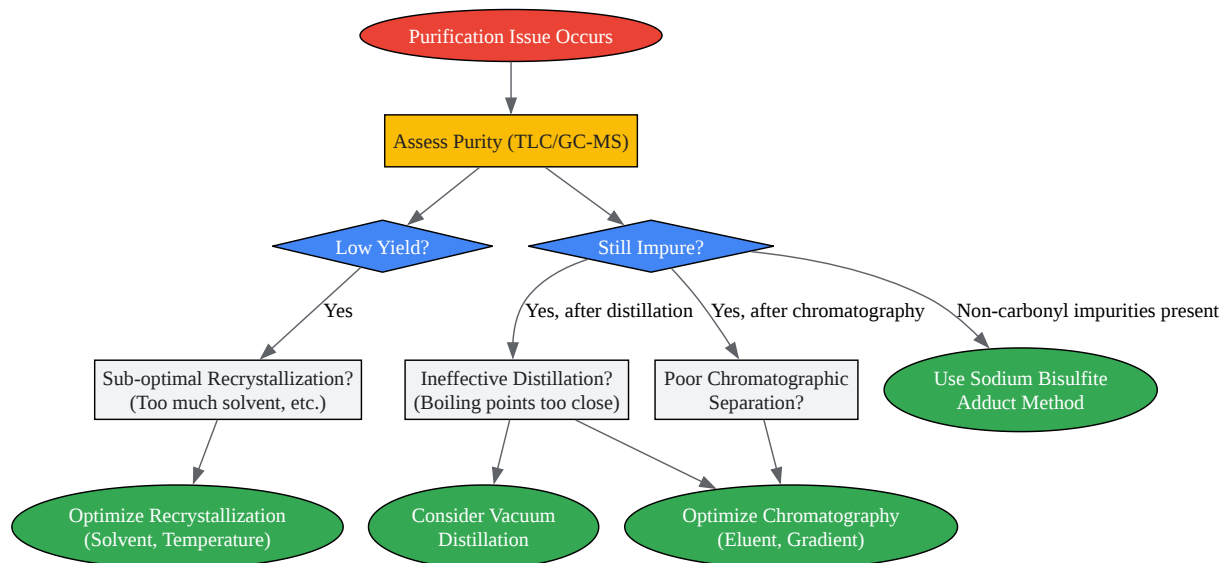 Purification Issue Occurs
Assess Purity (TLC/GC-MS)
Low Yield?
Still Impure?
Yes
Yes, after distillation
Yes, after chromatography
Non-carbonyl impurities present
Sub-optimal Recrystallization?
(Too much solvent, etc.)
Ineffective Distillation?
(Boiling points too close)
Poor Chromatographic
Separation?
Use Sodium Bisulfite
Adduct Method
Optimize Recrystallization
(Solvent, Temperature)
Consider Vacuum
Distillation
Optimize Chromatography
(Eluent, Gradient)